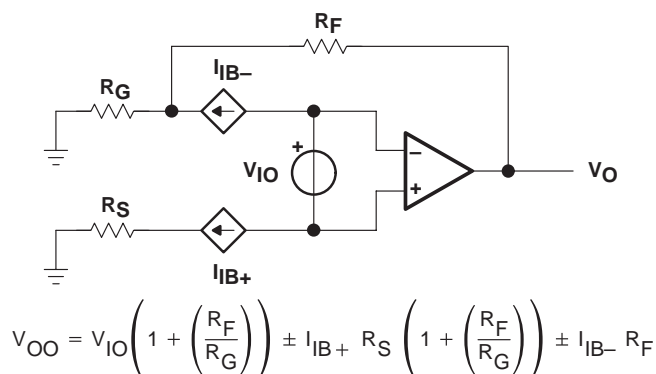 RF
IIB–
RG
+
VIO
–
+
VO
RS
IIB+
VOO = VIO(1 + (RF/RG)) ± IIB+ RS (1 + (RF/RG)) ± IIB– RF